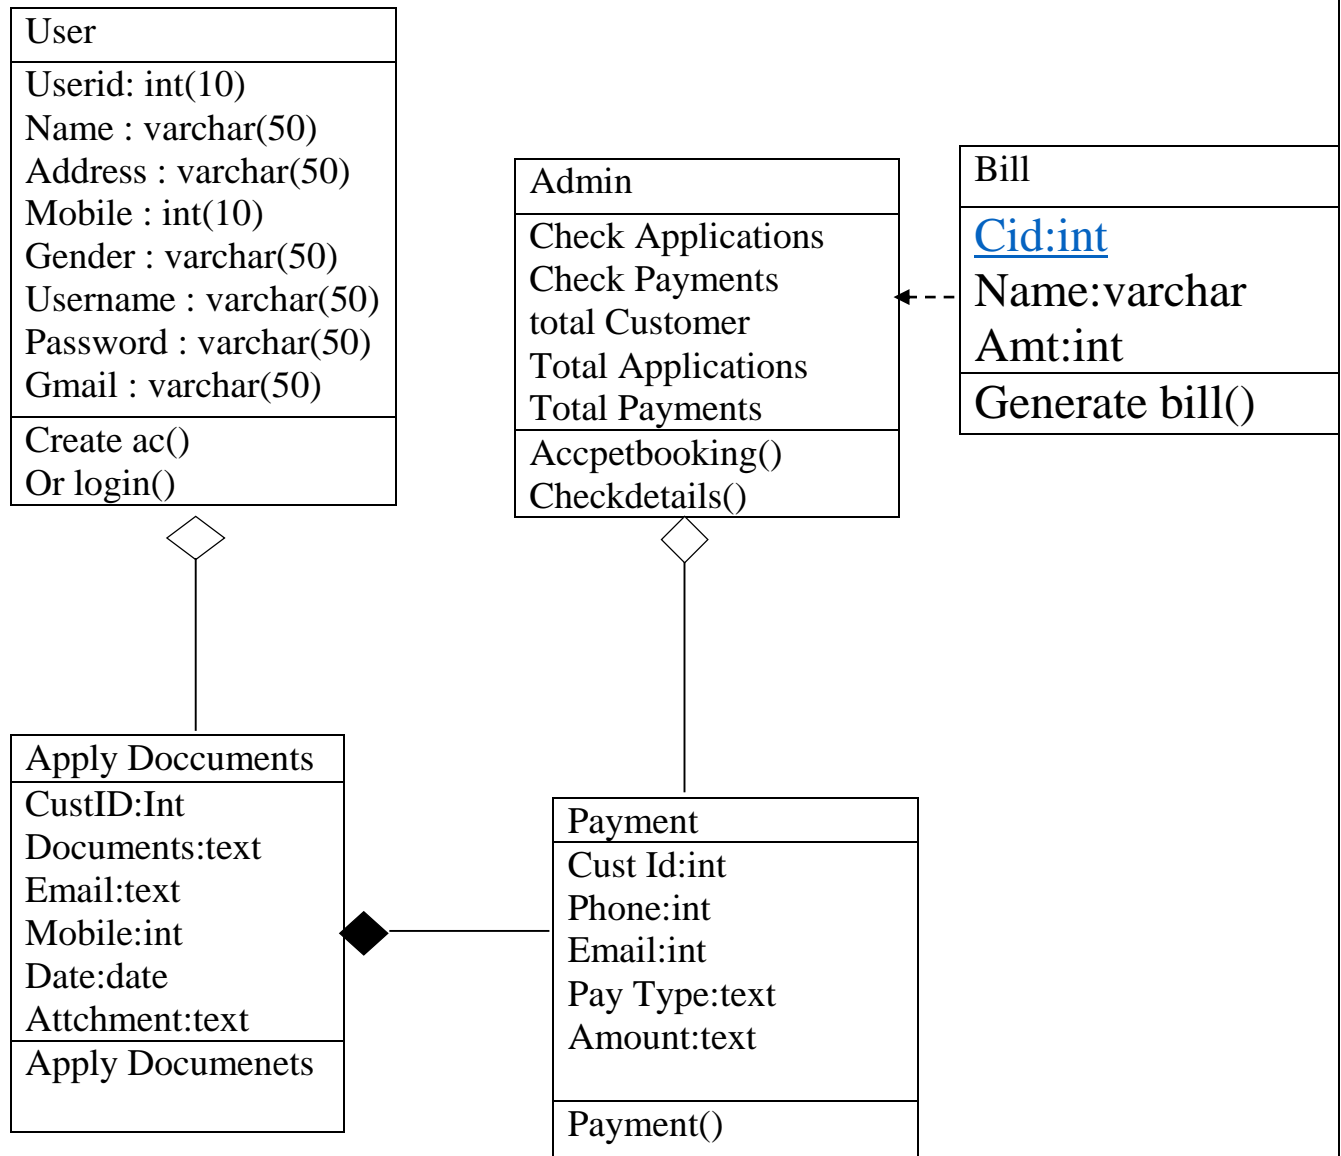 User
Userid: int(10)
Name : varchar(50)
Address : varchar(50)
Mobile : int(10)
Gender : varchar(50)
Username : varchar(50)
Password : varchar(50)
Gmail : varchar(50)
Create ac()
Or login()
Admin
Check Applications
Check Payments
total Customer
Total Applications
Total Payments
Accpetbooking()
Checkdetails()
Bill
Cid:int
Name:varchar
Amt:int
Generate bill()
Apply Doccuments
CustID:Int
Documents:text
Email:text
Mobile:int
Date:date
Attchment:text
Apply Documenets
Payment
Cust Id:int
Phone:int
Email:int
Pay Type:text
Amount:text
Payment()